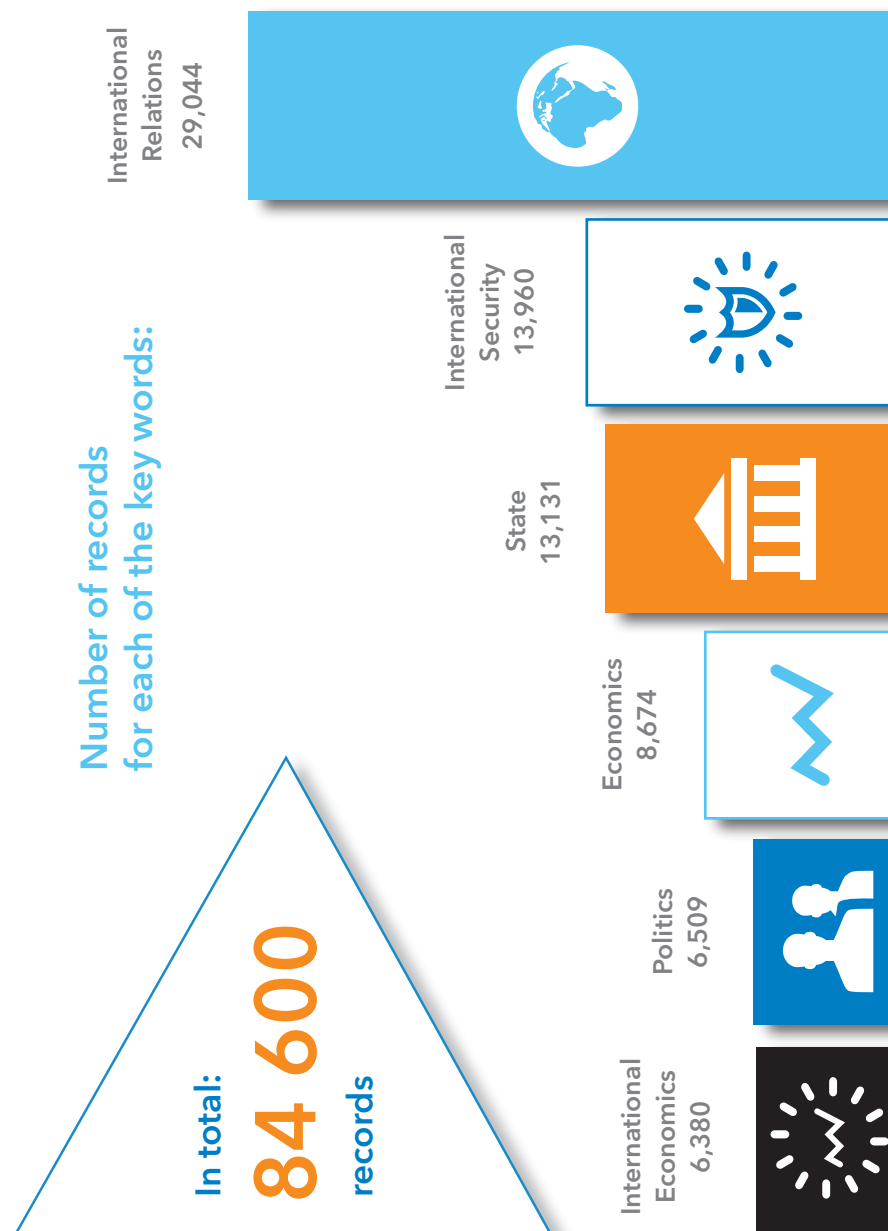 Number of records
for each of the key words:
In total:
84 600
records
International
Economics
6,380
Politics
6,509
Economics
8,674
State
13,131
International
Security
13,960
International
Relations
29,044